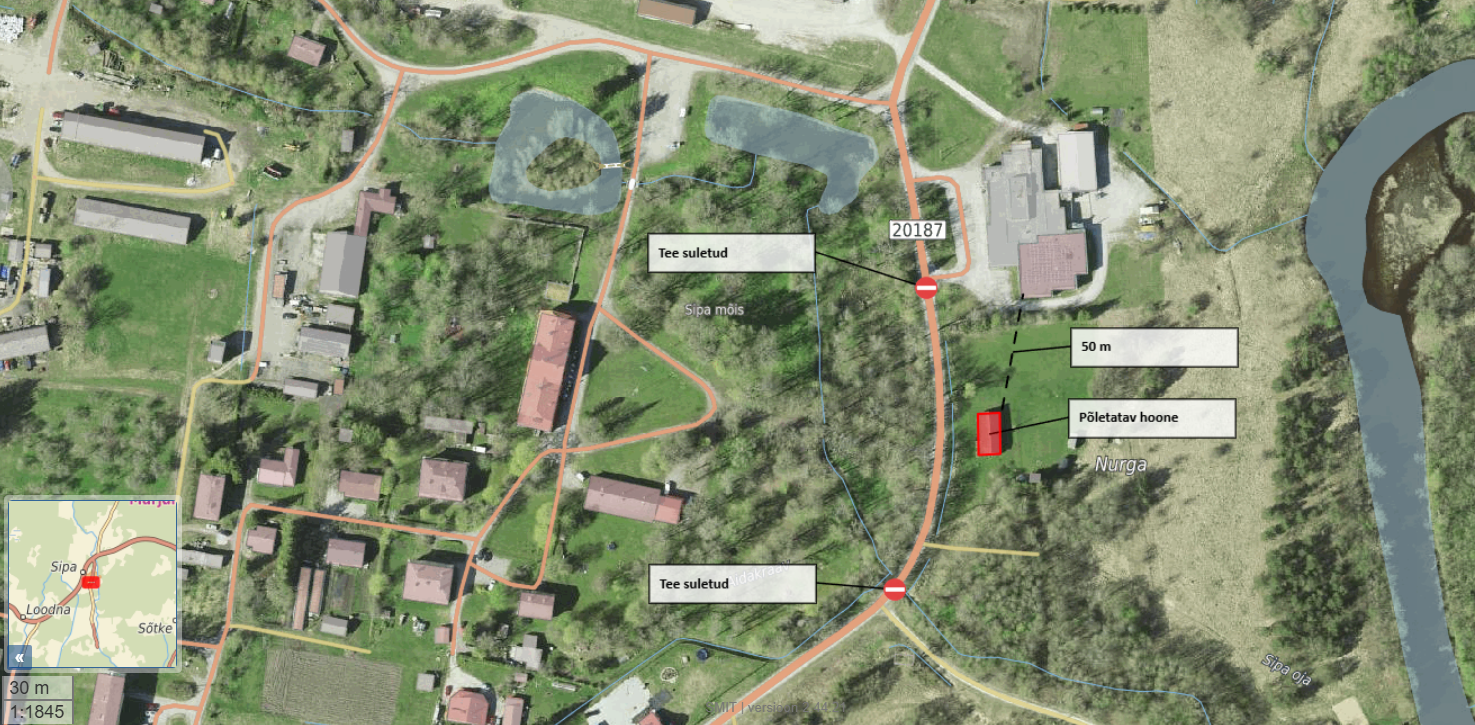 20187
Tee suletud
Sipa mõis
50 m
Põletatav hoone
Nurga
Tee suletud
Sipa
Loodna
Sõtke
«
Sipa oja
30 m
1:1845